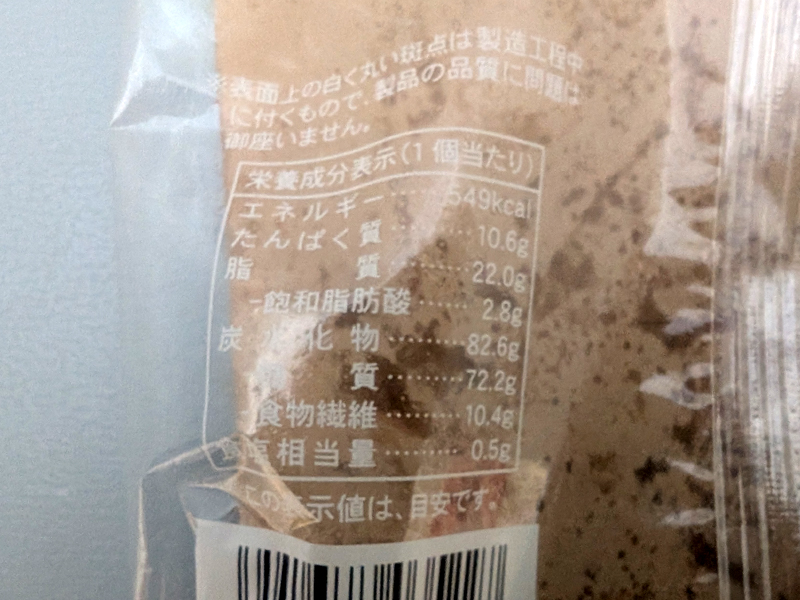 ※表面上の白く丸い斑点は製造工程中
に付くもので、製品の品質に問題は
御座いません。
栄養成分表示(1個当たり)
エネルギー……549kcal
たんぱく質………10.6g
脂質………22.0g
-飽和脂肪酸……2.8g
炭水化物………82.6g
糖質………72.2g
食物繊維………10.4g
食塩相当量………0.5g
この表示値は、目安です。